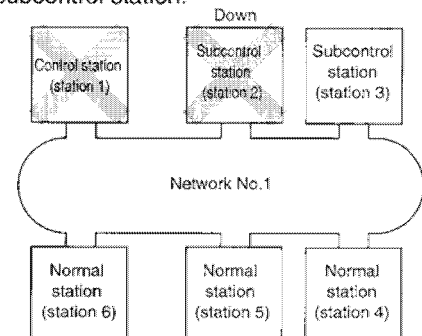 subcontrol station.
Down
Control station
(station 1)
Subcontrol
station
(station 2)
Subcontrol
station
(station 3)
Network No.1
Normal
station
(station 6)
Normal
station
(station 5)
Normal
station
(station 4)